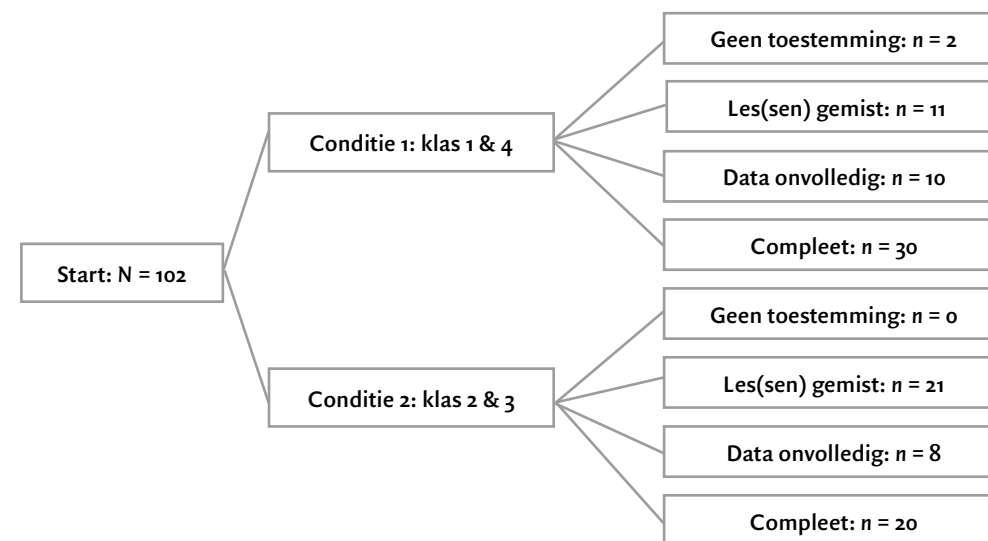 Start: N = 102
Conditie 1: klas 1 & 4
Geen toestemming: n = 2
Les(sen) gemist: n = 11
Data onvolledig: n = 10
Compleet: n = 30
Conditie 2: klas 2 & 3
Geen toestemming: n = 0
Les(sen) gemist: n = 21
Data onvolledig: n = 8
Compleet: n = 20